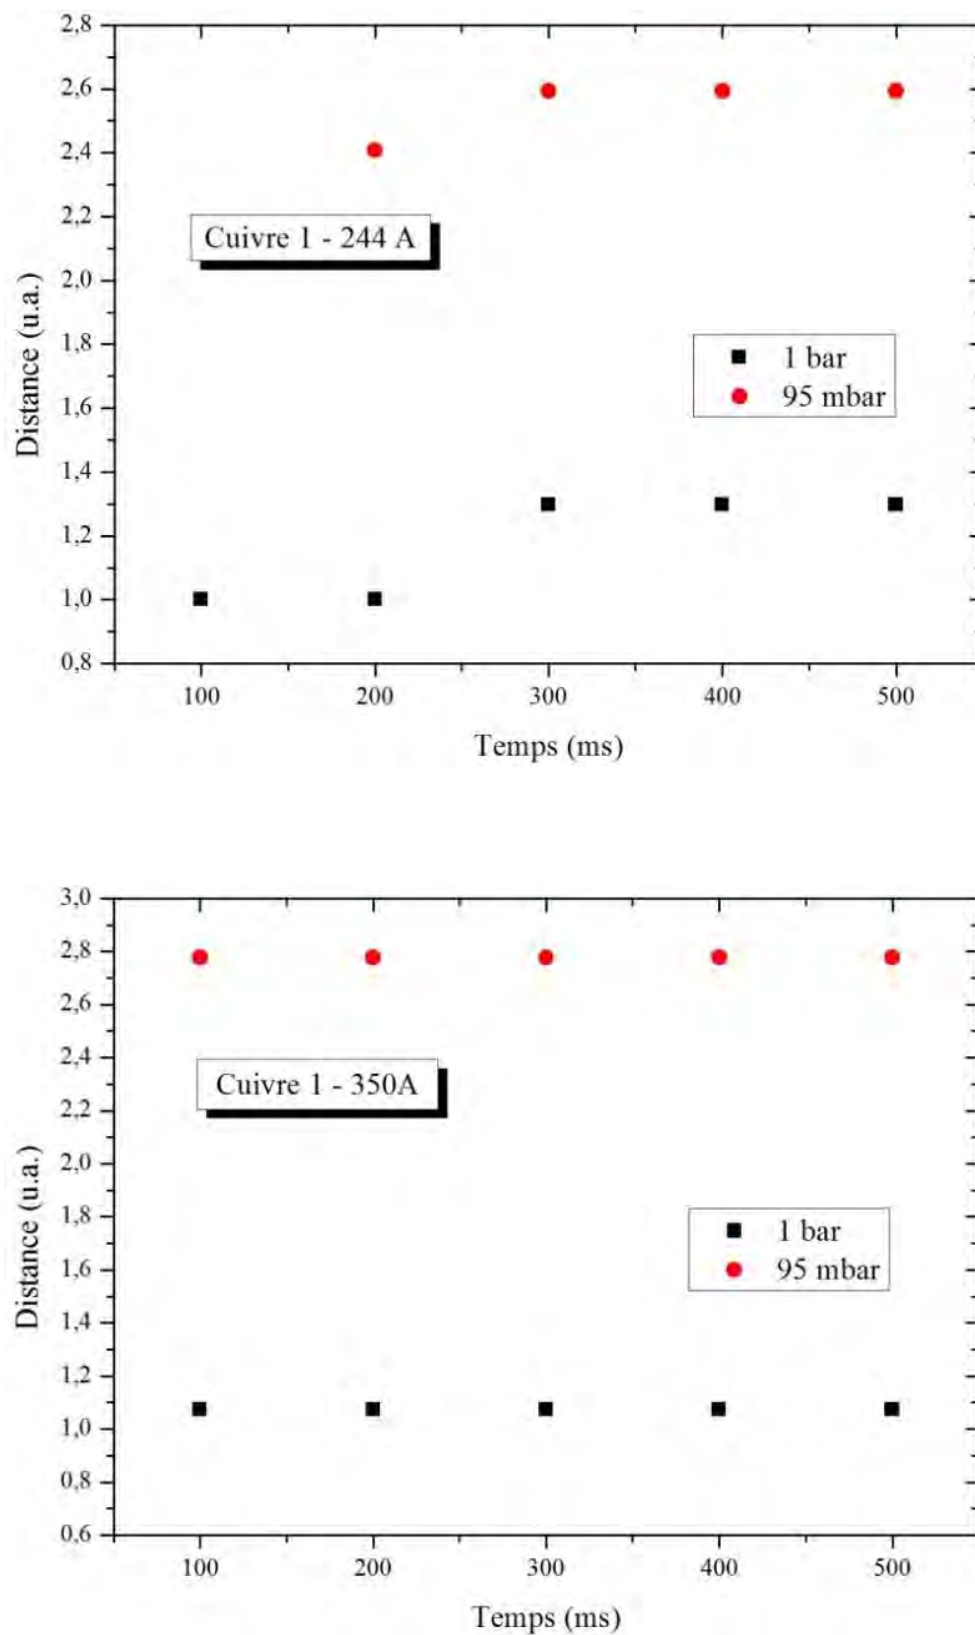 2,8
2,6
2,4
2,2
2,0
1,8
1,6
1,4
1,2
1,0
0,8
Distance (u.a.)
Cuivre 1 - 244 A
1 bar
95 mbar
100 200 300 400 500
Temps (ms)
3,0
2,8
2,6
2,4
2,2
2,0
1,8
1,6
1,4
1,2
1,0
0,8
0,6
Distance (u.a.)
Cuivre 1 - 350A
1 bar
95 mbar
100 200 300 400 500
Temps (ms)